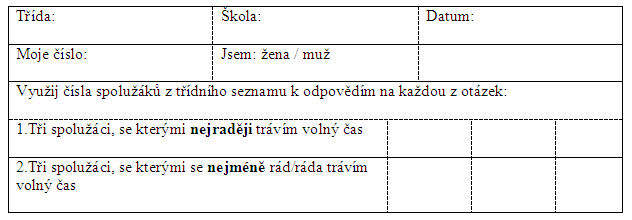 Třída: Škola: Datum:
Moje číslo: Jsem: žena / muž
Využij čísla spolužáků z třídního seznamu k odpovědím na každou z otázek:
1.Tři spolužáci, se kterými nejraději trávím volný čas
2.Tři spolužáci, se kterými se nejméně rád/ráda trávím
volný čas